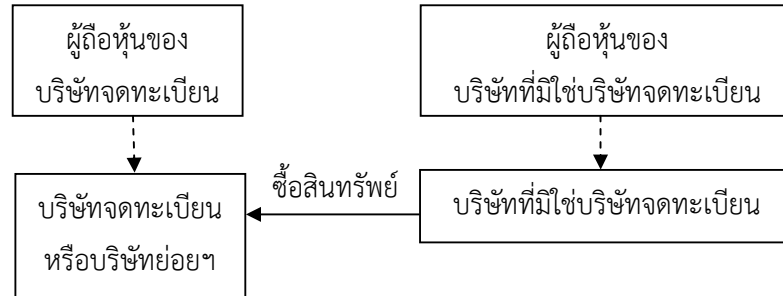 ผู้ถือหุ้นของ
บริษัทจดทะเบียน
ผู้ถือหุ้นของ
บริษัทที่มิใช่บริษัทจดทะเบียน
บริษัทจดทะเบียน
หรือบริษัทย่อยฯ
ซื้อสินทรัพย์
บริษัทที่มิใช่บริษัทจดทะเบียน